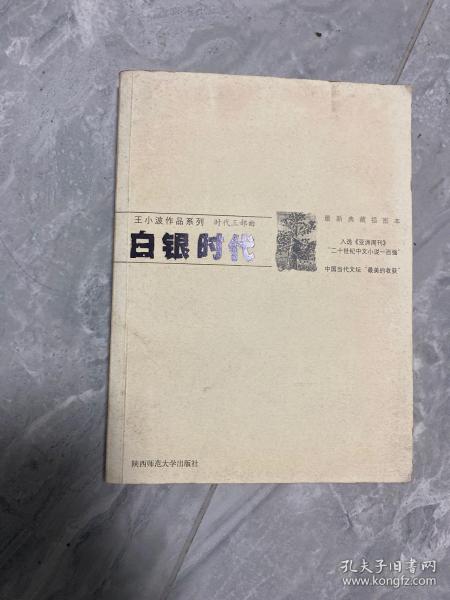 王小波作品系列 时代三部曲
白银时代
最新典藏插图本
入选《亚洲周刊》
"二十世纪中文小说一百强"
中国当代文坛"最美的收获"
陕西师范大学出版社
孔夫子旧书网
www.kongfz.com